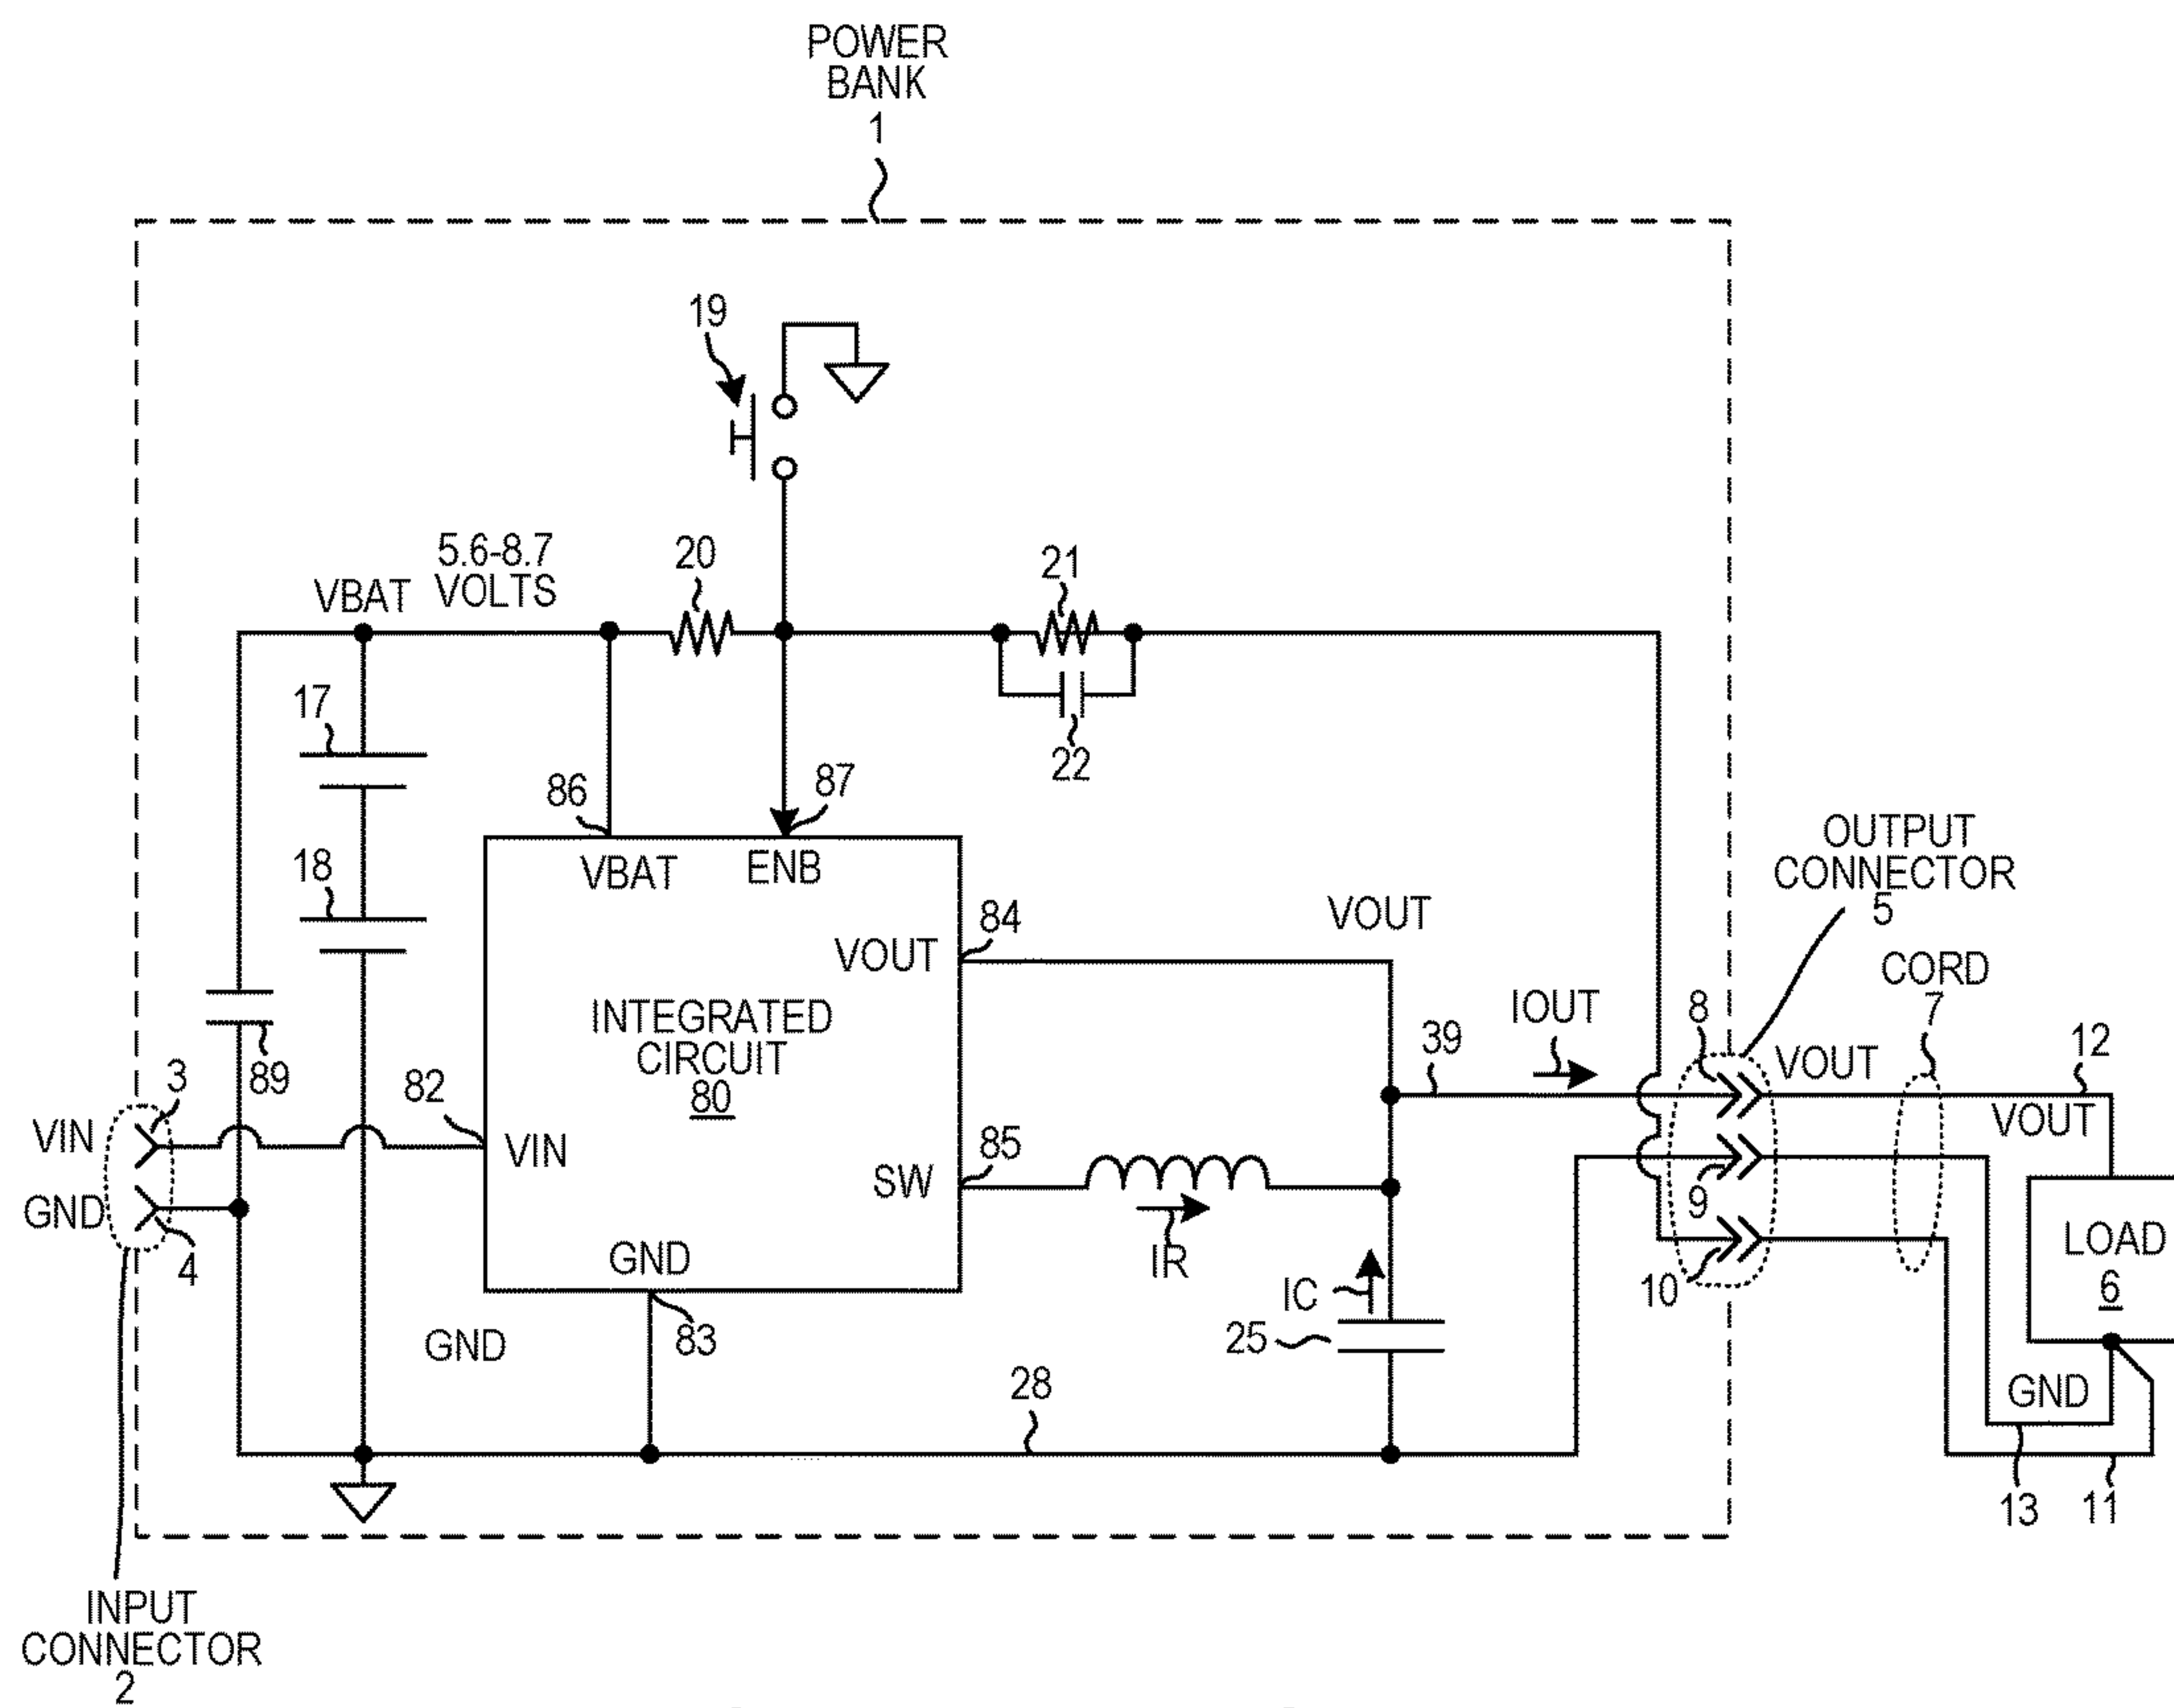 POWER
BANK
1
19
5.6-8.7
VOLTS
VBAT
20
21
17
22
86
87
18
VBAT
ENB
OUTPUT
CONNECTOR
5
84
VOUT
VOUT
CORD
7
INTEGRATED
CIRCUIT
80
IOUT
8
39
12
VOUT
VOUT
3
89
82
VIN
VIN
85
SW
9
GND
4
GND
IR
IC
10
LOAD
6
83
25
GND
28
GND
13
11
INPUT
CONNECTOR
2